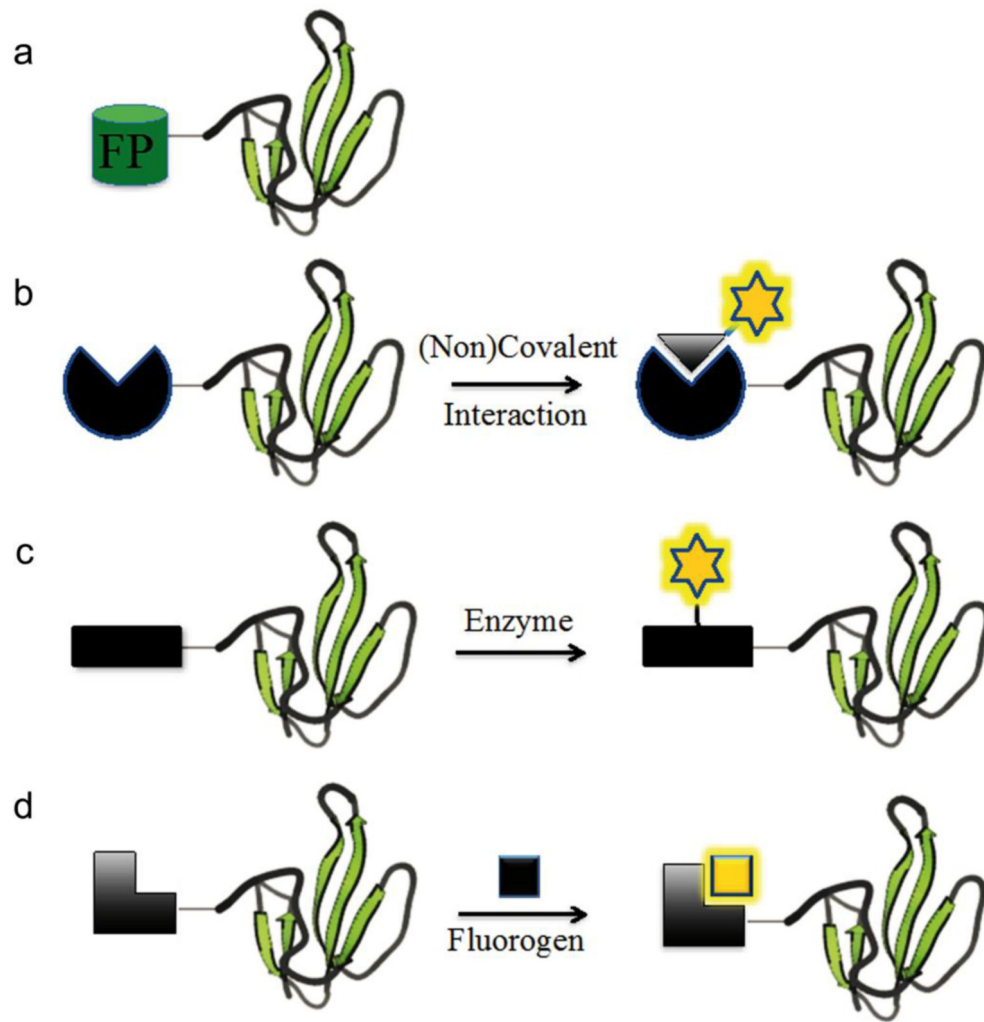 a
FP
b
(Non)Covalent
Interaction
c
Enzyme
d
Fluorogen